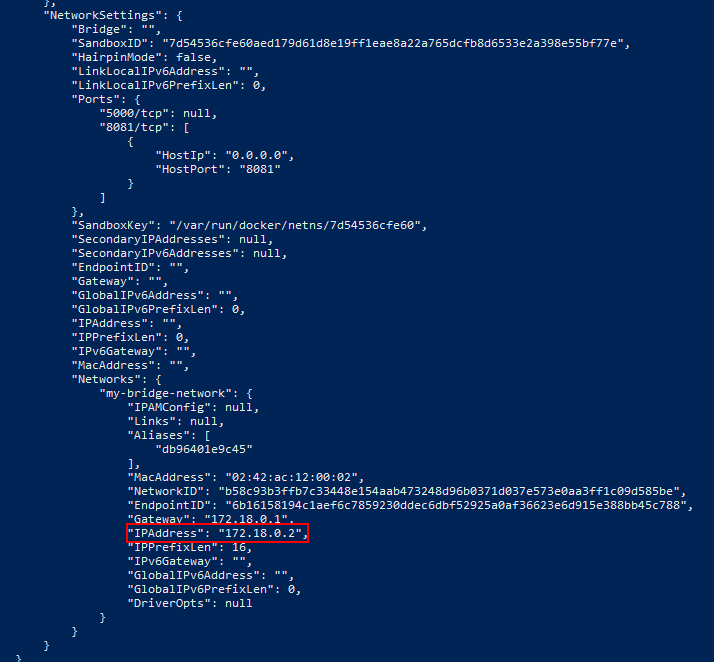 },
"NetworkSettings": {
"Bridge": "",
"SandboxID": "7d54536cfe60aed179d61d8e19ff1eae8a22a765dcfb8d6533e2a398e55bf77e",
"HairpinMode": false,
"LinkLocalIPv6Address": "",
"LinkLocalIPv6PrefixLen": 0,
"Ports": {
"5000/tcp": null,
"8081/tcp": [
{
"HostIp": "0.0.0.0",
"HostPort": "8081"
}
]
},
"SandboxKey": "/var/run/docker/netns/7d54536cfe60",
"SecondaryIPAddresses": null,
"SecondaryIPv6Addresses": null,
"EndpointID": "",
"Gateway": "",
"GlobalIPv6Address": "",
"GlobalIPv6PrefixLen": 0,
"IPAddress": "",
"IPPrefixLen": 0,
"IPv6Gateway": "",
"MacAddress": "",
"Networks": {
"my-bridge-network": {
"IPAMConfig": null,
"Links": null,
"Aliases": [
"db96401e9c45"
],
"MacAddress": "02:42:ac:12:00:02",
"NetworkID": "b58c93b3ffb7c33448e154aab473248d96b0371d037e573e0aa3ff1c09d585be",
"EndpointID": "6b16158194c1aef6c7859230ddec6dbf52925a0af36623e6d915e388bb45c788",
"Gateway": "172.18.0.1",
"IPAddress": "172.18.0.2",
"IPPrefixLen": 16,
"IPv6Gateway": "",
"GlobalIPv6Address": "",
"GlobalIPv6PrefixLen": 0,
"DriverOpts": null
}
}
}
}